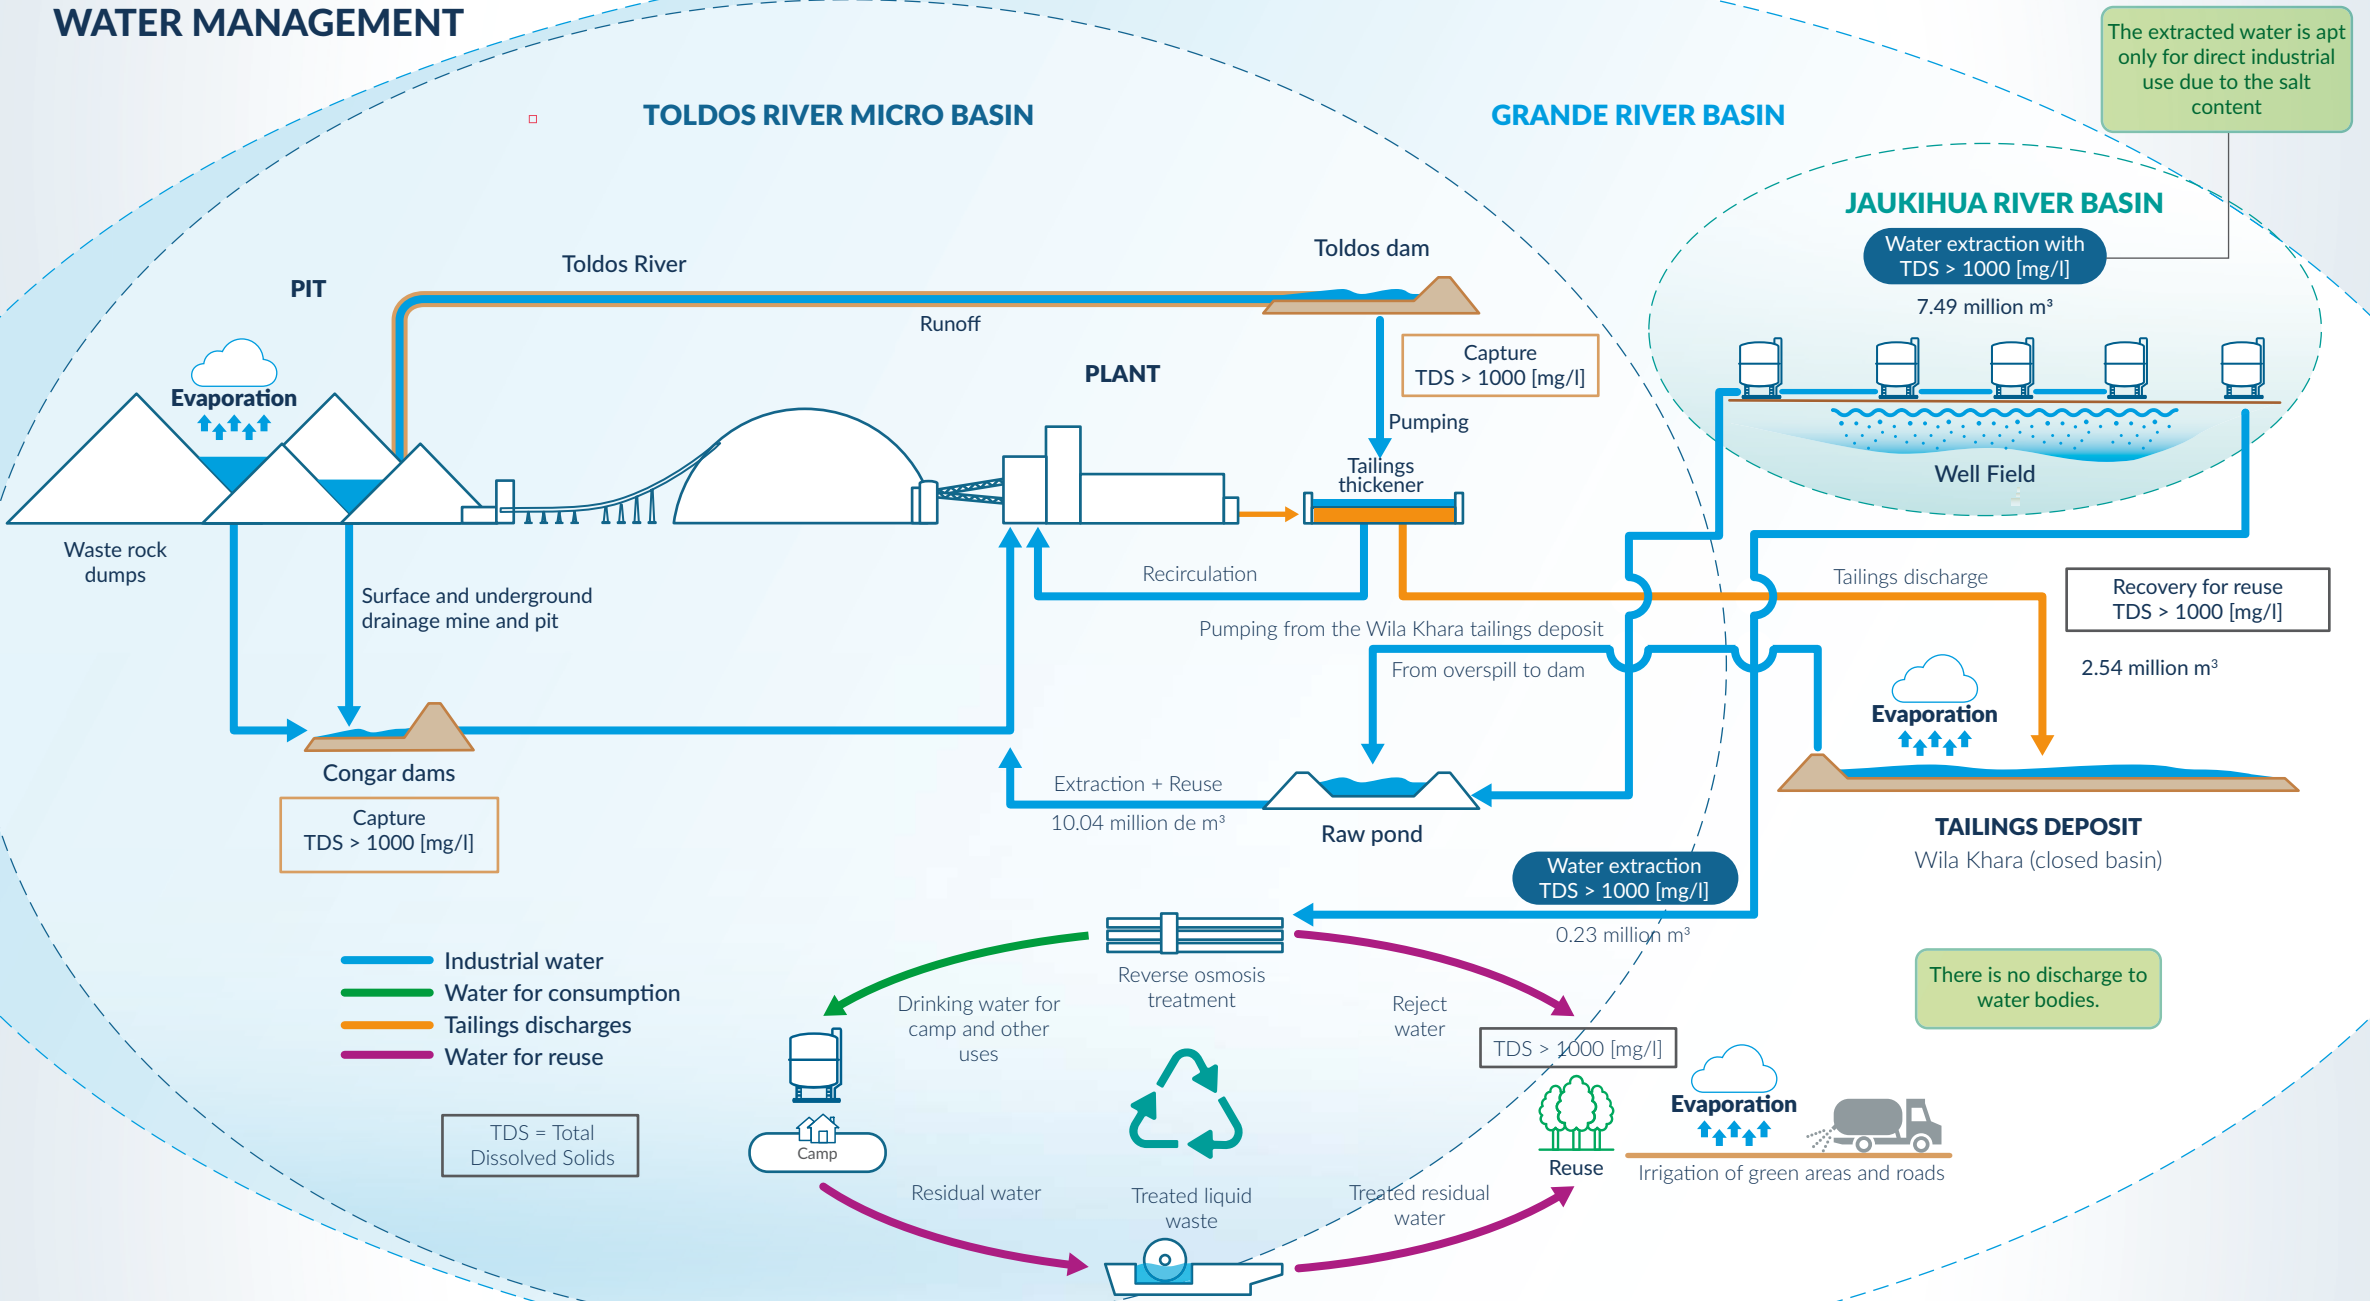 WATER MANAGEMENT
The extracted water is apt
only for direct industrial
use due to the salt
content
TOLDOS RIVER MICRO BASIN
GRANDE RIVER BASIN
JAUKIHUA RIVER BASIN
Water extraction with
TDS > 1000 [mg/l]
7.49 million m³
Well Field
PIT
Toldos River
Runoff
Toldos dam
Capture
TDS > 1000 [mg/l]
Pumping
Evaporation
PLANT
Tailings
thickener
Waste rock
dumps
Surface and underground
drainage mine and pit
Recirculation
Tailings discharge
Recovery for reuse
TDS > 1000 [mg/l]
2.54 million m³
Pumping from the Wila Khara tailings deposit
From overspill to dam
Evaporation
Congar dams
Capture
TDS > 1000 [mg/l]
Extraction + Reuse
10.04 million de m³
Raw pond
TAILINGS DEPOSIT
Wila Khara (closed basin)
Water extraction
TDS > 1000 [mg/l]
0.23 million m³
Industrial water
Water for consumption
Tailings discharges
Water for reuse
TDS = Total
Dissolved Solids
Reverse osmosis
treatment
Drinking water for
camp and other
uses
Reject
water
TDS > 1000 [mg/l]
There is no discharge to
water bodies.
Camp
Evaporation
Reuse
Irrigation of green areas and roads
Residual water
Treated liquid
waste
Treated residual
water